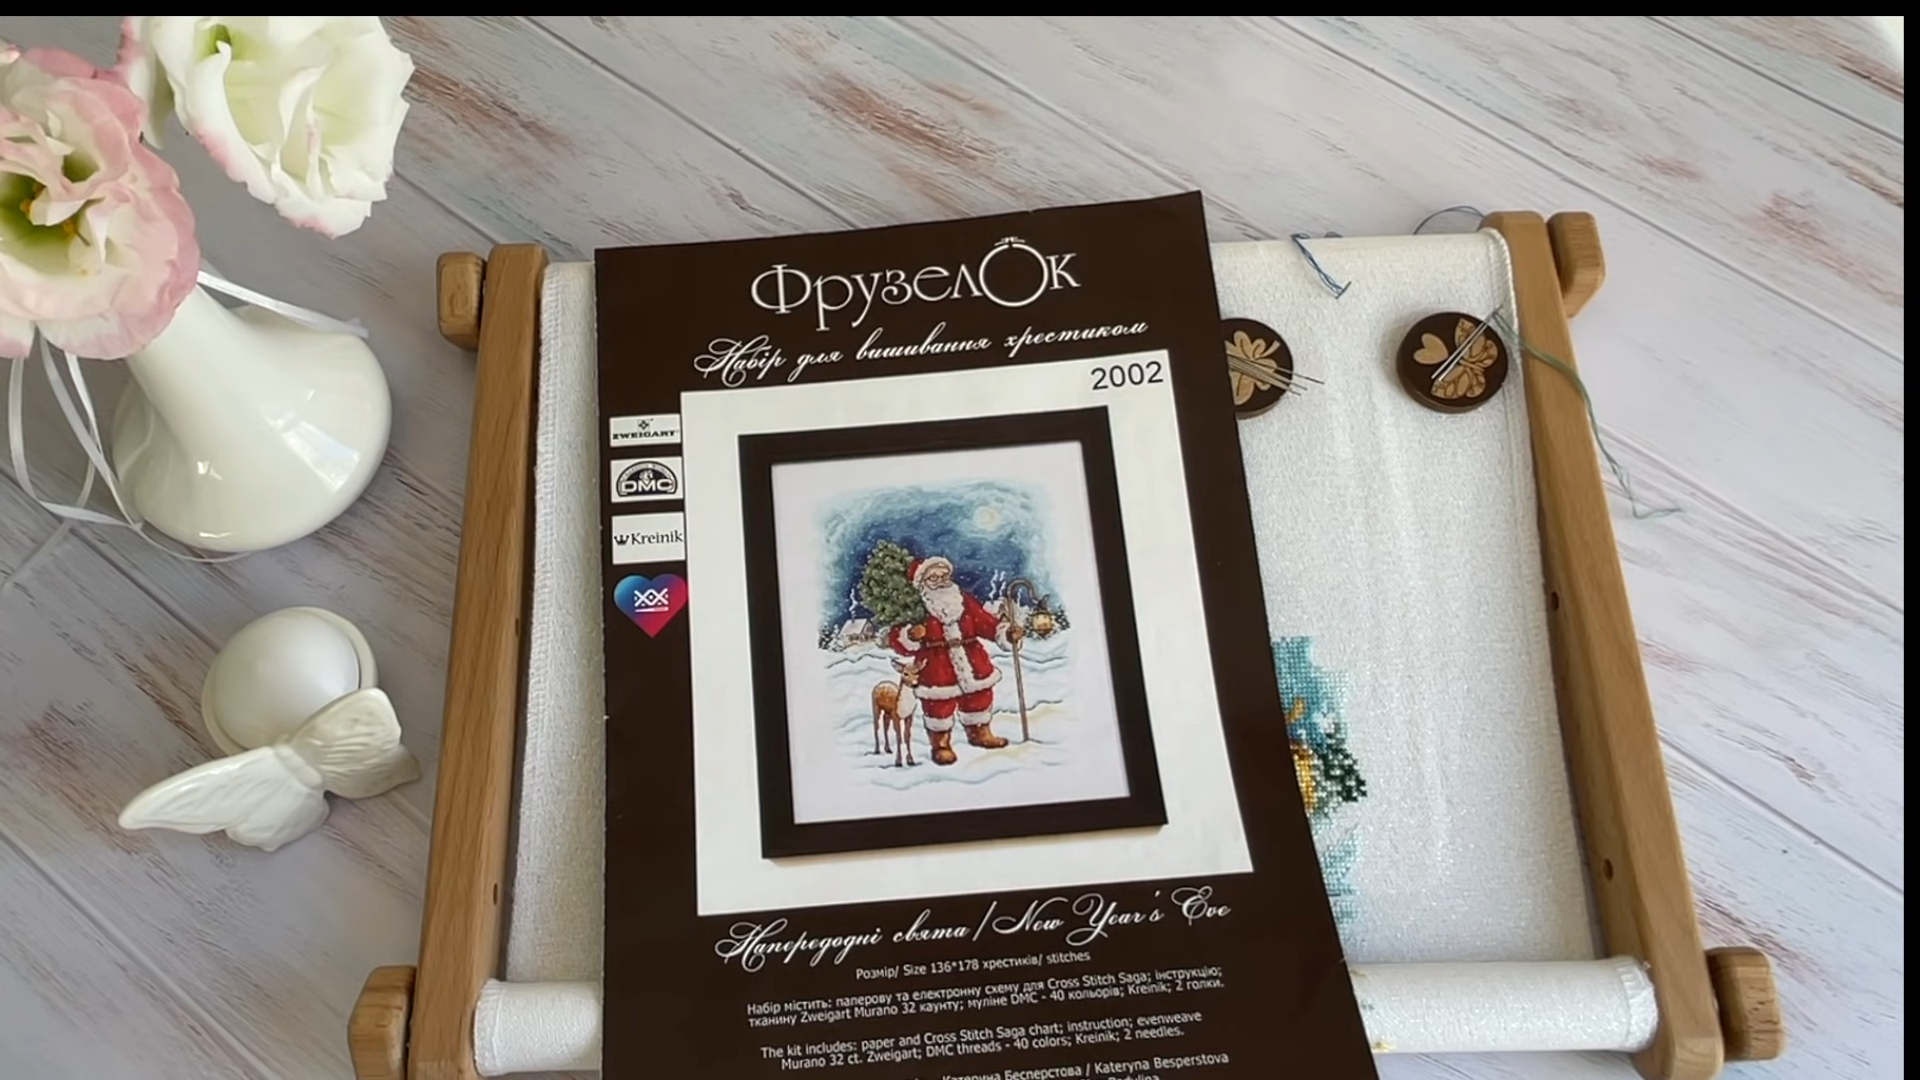 ФрузелОк
Набір для вишивання хрестиком
2002
ZWEIGART
DMC
Kreinik
Напередодні свята / New Year's Eve
Розмір/ Size 136*178 хрестиків/ stitches
Набір містить: паперову та електронну схему для Cross Stitch Saga; інструкцію;
тканину Zweigart Murano 32 каунту; муліне DMC - 40 кольорів; Kreinik; 2 голки.
The kit includes: paper and Cross Stitch Saga chart; instruction; evenweave
Murano 32 ct. Zweigart; DMC threads - 40 colors; Kreinik; 2 needles.
Катерина Бесперстова / Kateryna Besperstova